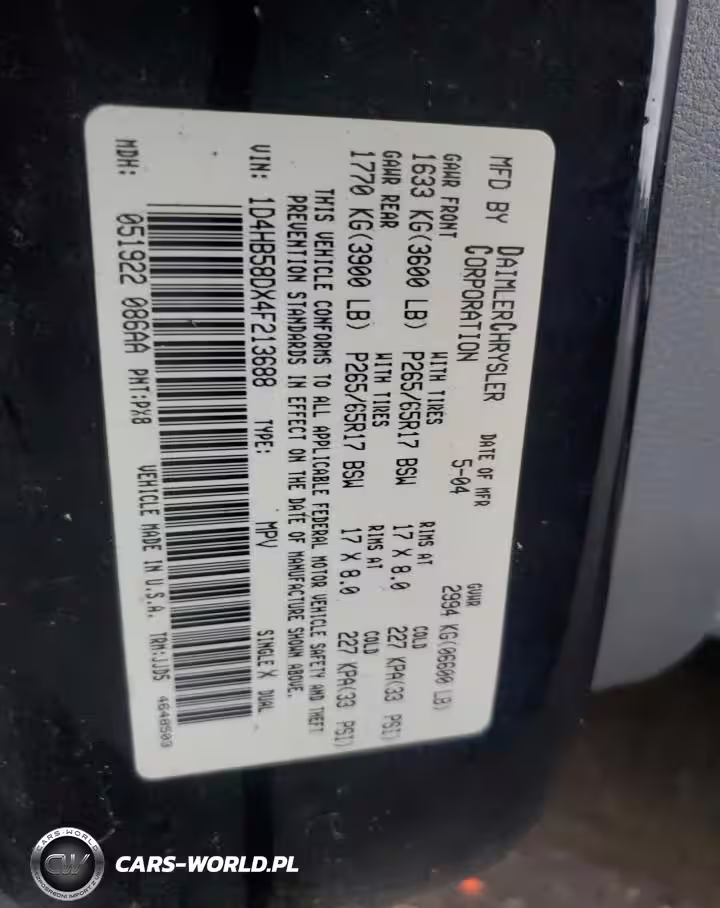 MFD BY DAIMLERCHRYSLER CORPORATION DATE OF MFR 5-04 GVWR 2994 KG(06600 LB)
GAWR FRONT WITH TIRES RIMS AT COLD
1633 KG(3600 LB) P265/65R17 BSW 17 X 8.0 227 KPA(33 PSI)
GAWR REAR WITH TIRES RIMS AT COLD
1770 KG(3900 LB) P265/65R17 BSW 17 X 8.0 227 KPA(33 PSI)
THIS VEHICLE CONFORMS TO ALL APPLICABLE FEDERAL MOTOR VEHICLE SAFETY AND THEFT
PREVENTION STANDARDS IN EFFECT ON THE DATE OF MANUFACTURE SHOWN ABOVE.
VIN: 1D4HB58DX4F213688 TYPE: MPV SINGLE X DUAL
MDH: 051922 086AA PNT:PX8 VEHICLE MADE IN U.S.A. TRM:JJD5 4648503
CARS-WORLD
CW
CARS-WORLD.PL